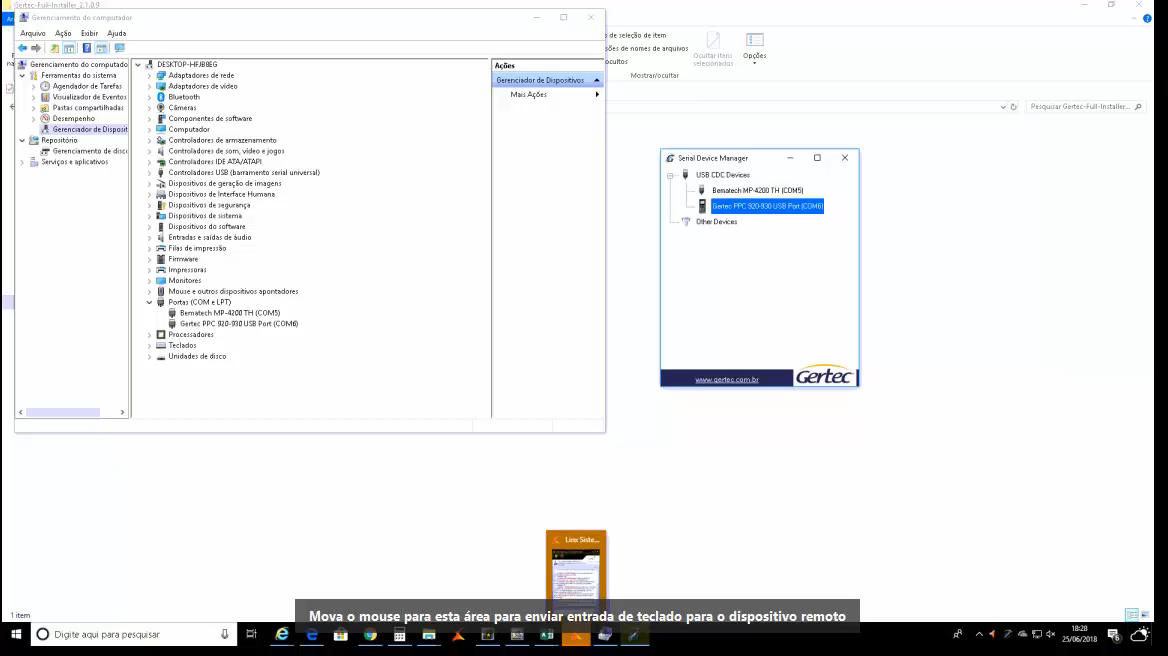 Gertec-Full-Installer_2.1.0.9
Gerenciamento do computador
Arquivo Ação Exibir Ajuda
Gerenciamento do computado
Ferramentas do sistema
Agendador de Tarefas
Visualizador de Eventos
Pastas compartilhadas
Desempenho
Gerenciador de Disposit
Repositório
Gerenciamento de disco
Serviços e aplicativos
DESKTOP-HFJB8EG
Adaptadores de rede
Adaptadores de vídeo
Bluetooth
Câmeras
Componentes de software
Computador
Controladores de armazenamento
Controladores de som, vídeo e jogos
Controladores IDE ATA/ATAPI
Controladores USB (barramento serial universal)
Dispositivos de geração de imagens
Dispositivos de Interface Humana
Dispositivos de segurança
Dispositivos de sistema
Dispositivos do software
Entradas e saídas de áudio
Filas de impressão
Firmware
Impressoras
Monitores
Mouse e outros dispositivos apontadores
Portas (COM e LPT)
Bematech MP-4200 TH (COM5)
Gertec PPC 920-930 USB Port (COM6)
Processadores
Teclados
Unidades de disco
Ações
Gerenciador de Dispositivos
Mais Ações
s de seleção de item
sões de nomes de arquivos
ocultos
Ocultar itens
selecionados
Opções
Mostrar/ocultar
Pesquisar Gertec-Full-Installer...
Serial Device Manager
USB CDC Devices
Bematech MP-4200 TH (COM5)
Gertec PPC 920-930 USB Port (COM6)
Other Devices
www.gertec.com.br
Gertec
Linx Siste...
1 item
Mova o mouse para esta área para enviar entrada de teclado para o dispositivo remoto
Digite aqui para pesquisar
18:28
25/06/2018